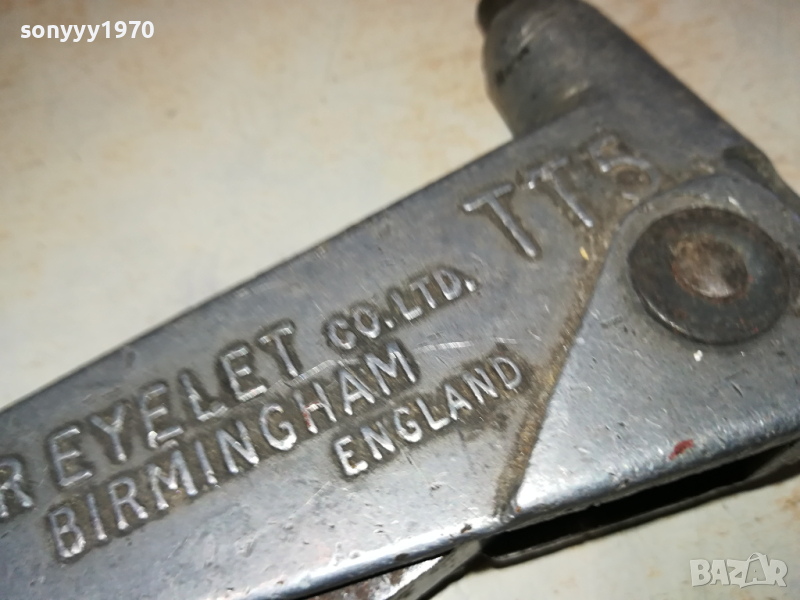 sonyyy1970
TT5
R EYELET CO. LTD.
BIRMINGHAM
ENGLAND
BAZAR